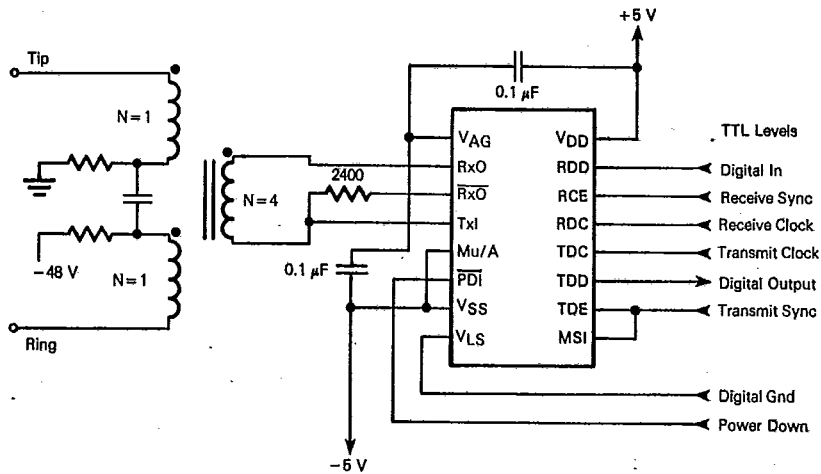 +5 V
Tip
0.1 μF
N=1
VAG
VDD
TTL Levels
RxO
RDD
Digital In
2400
N=4
RxO
RCE
Receive Sync
TxI
RDC
Receive Clock
Mu/A
TDC
Transmit Clock
-48 V
N=1
0.1 μF
PDI
TDD
Digital Output
VSS
TDE
Transmit Sync
VLS
MSI
Ring
Digital Gnd
Power Down
-5 V